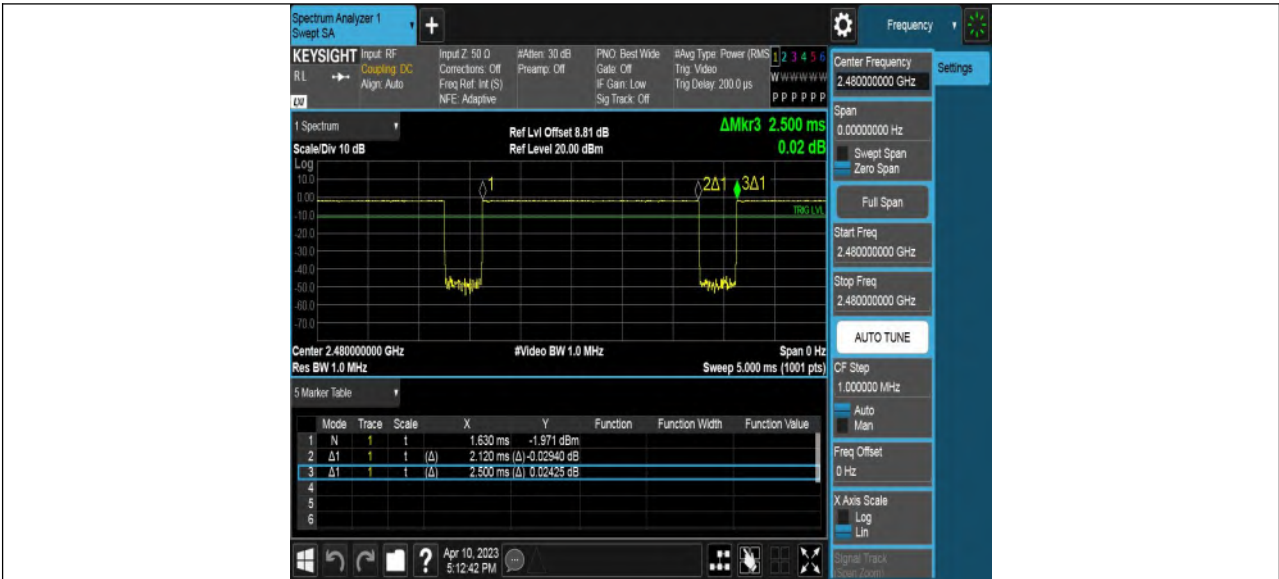 Spectrum Analyzer 1
Swept SA
+
Frequency
KEYSIGHT
RL
LXI
Input: RF
Coupling: DC
Align: Auto
Input Z: 50 Ω
Corrections: Off
Freq Ref: Int (S)
NFE: Adaptive
#Atten: 30 dB
Preamp: Off
PNO: Best Wide
Gate: Off
IF Gain: Low
Sig Track: Off
#Avg Type: Power (RMS
Trig: Video
Trig Delay: 200.0 µs
1 2 3 4 5 6
W W W W W W
P P P P P P
1 Spectrum
Scale/Div 10 dB
Ref Lvl Offset 8.81 dB
Ref Level 20.00 dBm
ΔMkr3 2.500 ms
0.02 dB
Log
10.0
0.00
-10.0
-20.0
-30.0
-40.0
-50.0
-60.0
-70.0
1
2Δ1
3Δ1
TRIG LVL
Center 2.480000000 GHz
Res BW 1.0 MHz
#Video BW 1.0 MHz
Span 0 Hz
Sweep 5.000 ms (1001 pts)
5 Marker Table
Mode Trace Scale X Y Function Function Width Function Value
1 N 1 t 1.630 ms -1.971 dBm
2 Δ1 1 t (Δ) 2.120 ms (Δ) -0.02940 dB
3 Δ1 1 t (Δ) 2.500 ms (Δ) 0.02425 dB
4
5
6
?
Apr 10, 2023
5:12:42 PM
Center Frequency
2.480000000 GHz
Settings
Span
0.00000000 Hz
Swept Span
Zero Span
Full Span
Start Freq
2.480000000 GHz
Stop Freq
2.480000000 GHz
AUTO TUNE
CF Step
1.000000 MHz
Auto
Man
Freq Offset
0 Hz
X Axis Scale
Log
Lin
Signal Track
(Span Zoom)